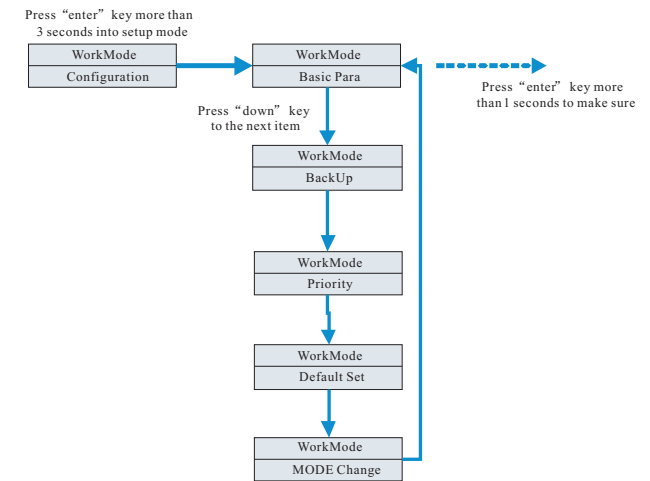 Press “enter” key more than
3 seconds into setup mode
WorkMode
Configuration
WorkMode
Basic Para
Press “enter” key more
than 1 seconds to make sure
Press “down” key
to the next item
WorkMode
BackUp
WorkMode
Priority
WorkMode
Default Set
WorkMode
MODE Change